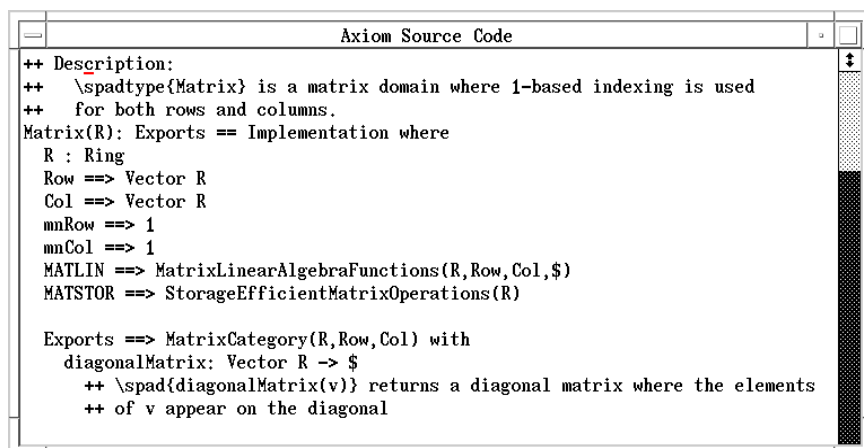 Axiom Source Code
++ Description:
++   \spadtype{Matrix} is a matrix domain where 1-based indexing is used
++   for both rows and columns.
Matrix(R): Exports == Implementation where
  R : Ring
  Row ==> Vector R
  Col ==> Vector R
  mnRow ==> 1
  mnCol ==> 1
  MATLIN ==> MatrixLinearAlgebraFunctions(R,Row,Col,$)
  MATSTOR ==> StorageEfficientMatrixOperations(R)
  Exports ==> MatrixCategory(R,Row,Col) with
    diagonalMatrix: Vector R -> $
      ++ \spad{diagonalMatrix(v)} returns a diagonal matrix where the elements
      ++ of v appear on the diagonal